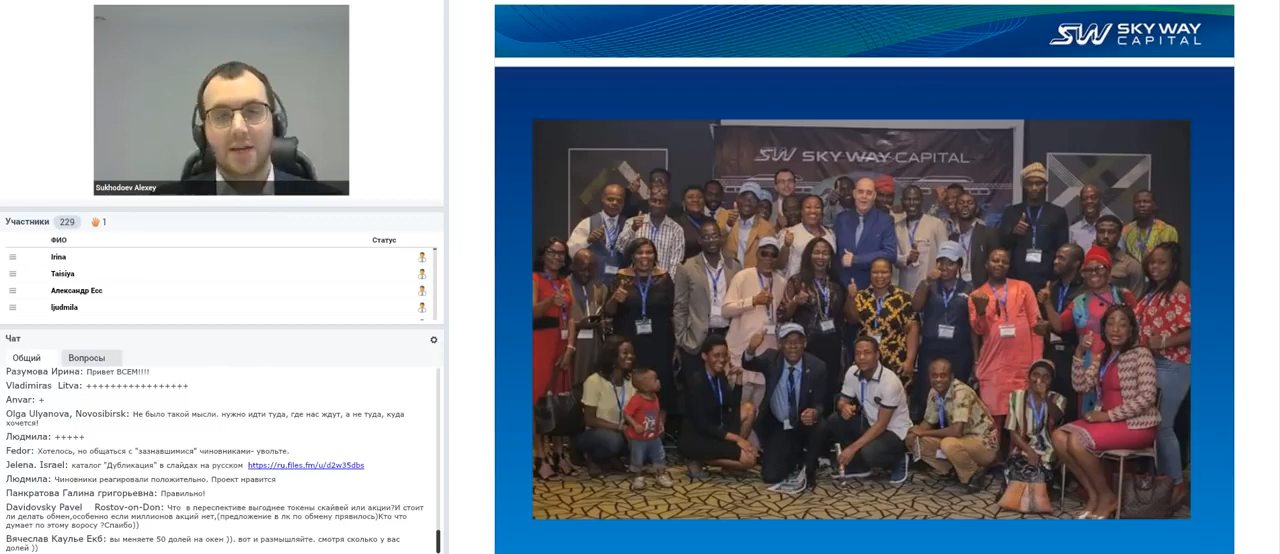 SW SKY WAY
CAPITAL
SW SKY WAY CAPITAL
Sukhodoev Alexey
Участники 229 1
ФИО Статус
Irina
Taisiya
Александр Есс
ljudmila
Чат
Общий Вопросы
Разумова Ирина: Привет ВСЕМ!!!!
Vladimiras Litva: +++++++++++++++++
Anvar: +
Olga Ulyanova, Novosibirsk: Не было такой мысли. нужно идти туда, где нас ждут, а не туда, куда
хочется!
Людмила: +++++
Fedor: Хотелось, но общаться с "зазнавшимися" чиновниками- увольте.
Jelena. Israel: каталог "Дубликация" в слайдах на русском https://ru.files.fm/u/d2w35dbs
Людмила: Чиновники реагировали положительно. Проект нравится
Панкратова Галина григорьевна: Правильно!
Davidovsky Pavel Rostov-on-Don: Что в переспективе выгоднее токены скайвей или акции?И стоит
ли делать обмен,особенно если миллионов акций нет,(предложение в лк по обмену прявилось)Кто что
думает по этому воросу ?Спаибо))
Вячеслав Каулье Екб: вы меняете 50 долей на окен )). вот и размышляйте. смотря сколько у вас
долей ))